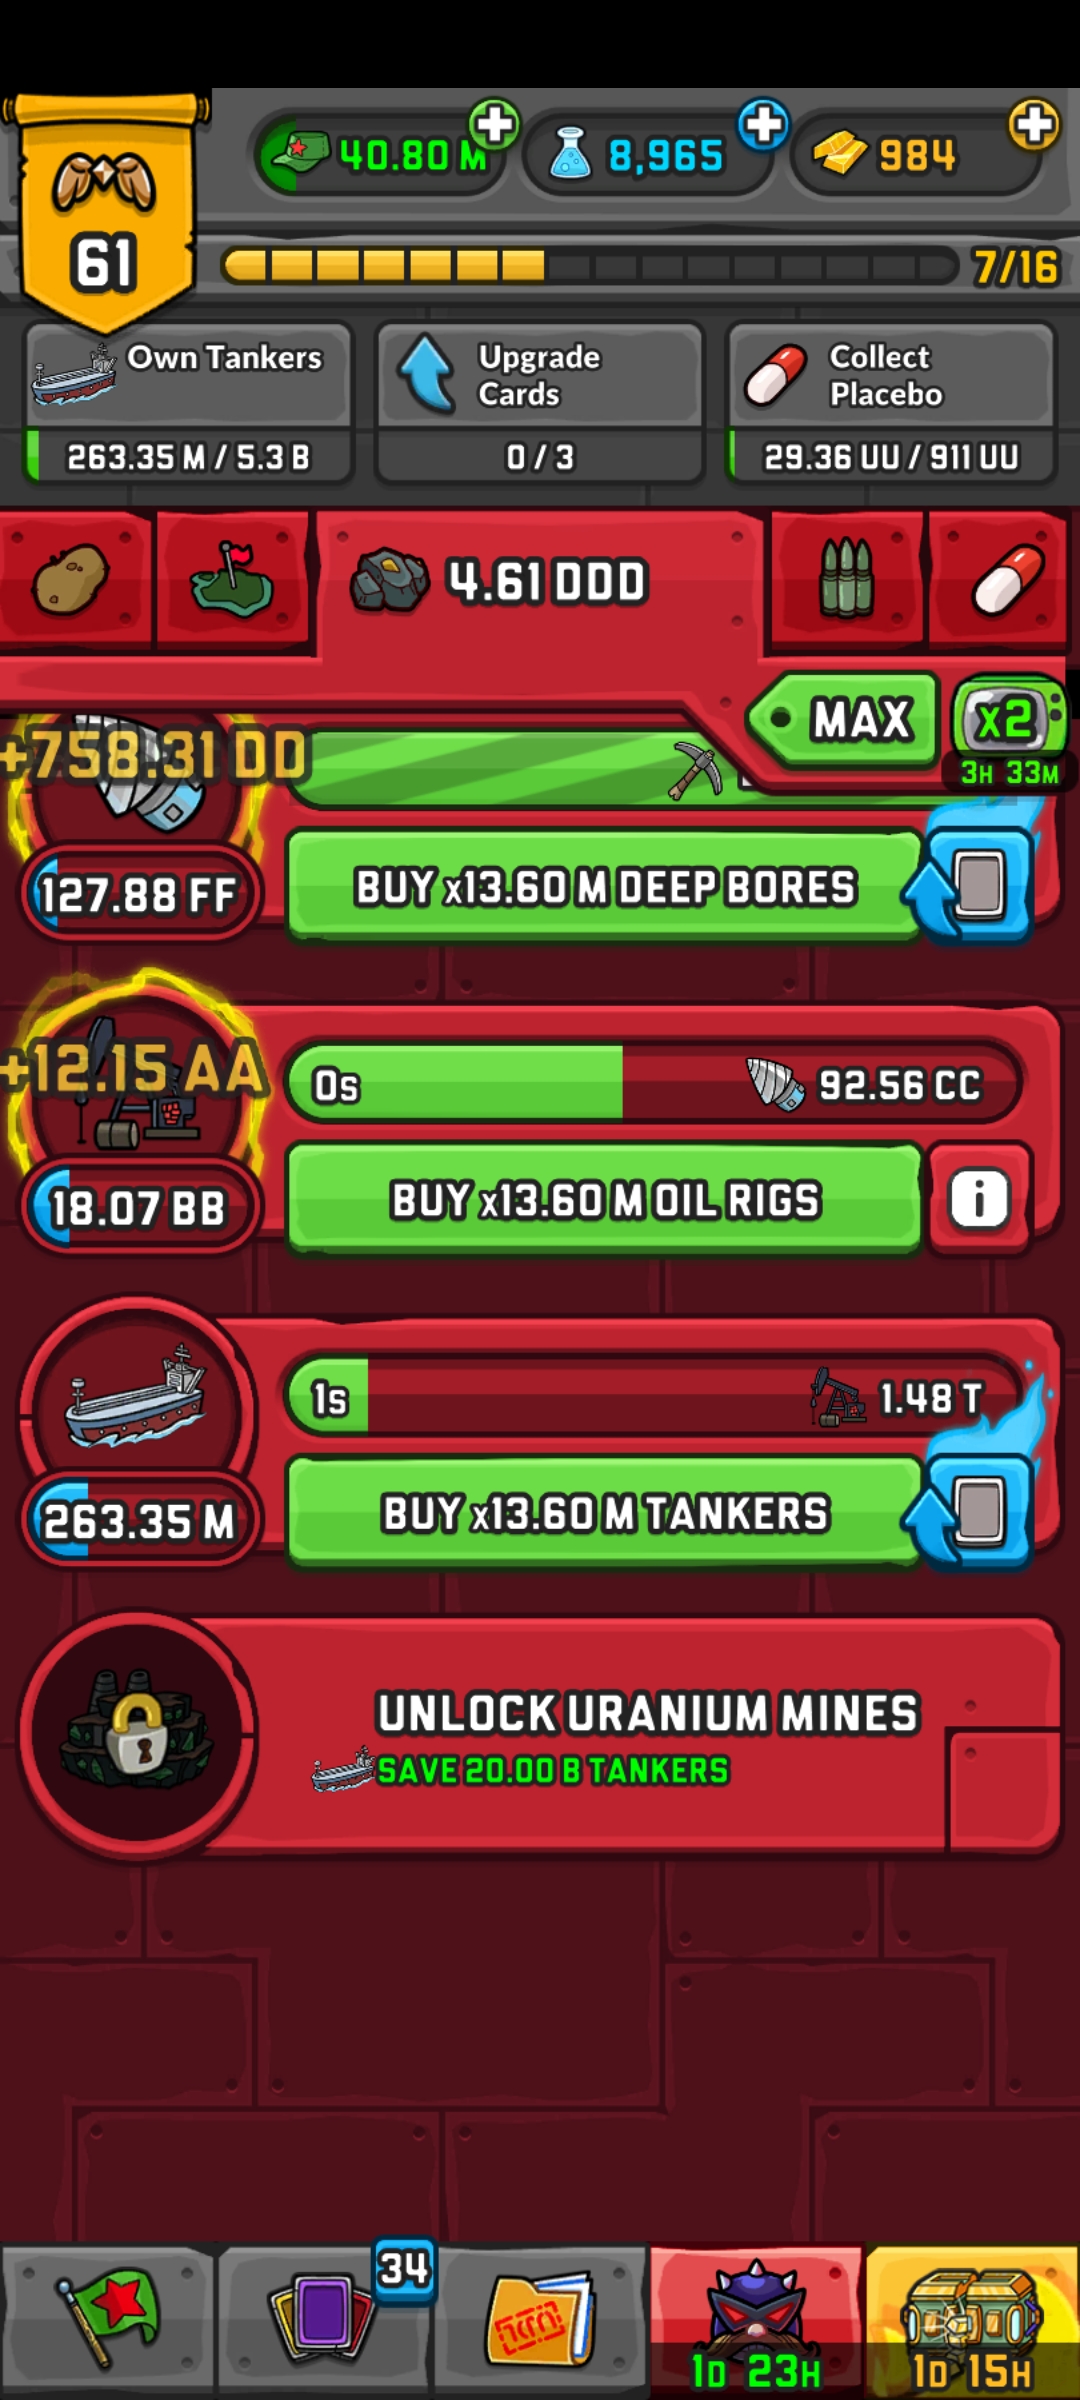 61
40.80 M
8,965
984
7/16
Own Tankers
263.35 M / 5.3 B
Upgrade
Cards
0 / 3
Collect
Placebo
29.36 UU / 911 UU
4.61 DDD
MAX
x2
3H 33M
+758.31 DD
127.88 FF
BUY x13.60 M DEEP BORES
+12.15 AA
0s
92.56 CC
18.07 BB
BUY x13.60 M OIL RIGS
i
1s
1.48 T
263.35 M
BUY x13.60 M TANKERS
UNLOCK URANIUM MINES
SAVE 20.00 B TANKERS
34
1D 23H
1D 15H